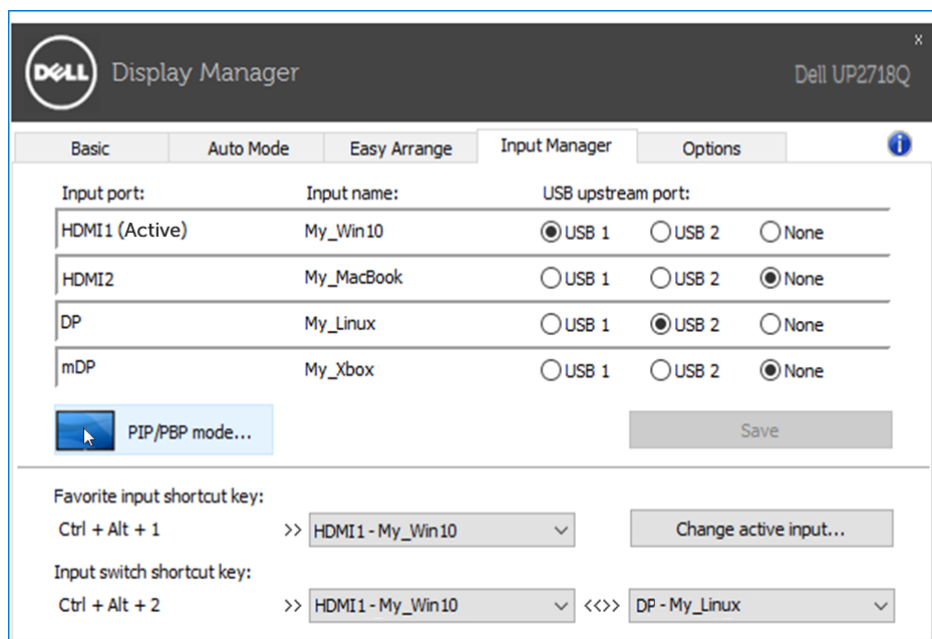 x
DELL Display Manager Dell UP2718Q
Basic Auto Mode Easy Arrange Input Manager Options i
Input port: Input name: USB upstream port:
HDMI1 (Active) My_Win10 USB 1 USB 2 None
HDMI2 My_MacBook USB 1 USB 2 None
DP My_Linux USB 1 USB 2 None
mDP My_Xbox USB 1 USB 2 None
PIP/PBP mode... Save
Favorite input shortcut key:
Ctrl + Alt + 1 >> HDMI1 - My_Win10 Change active input...
Input switch shortcut key:
Ctrl + Alt + 2 >> HDMI1 - My_Win10 <<>> DP - My_Linux